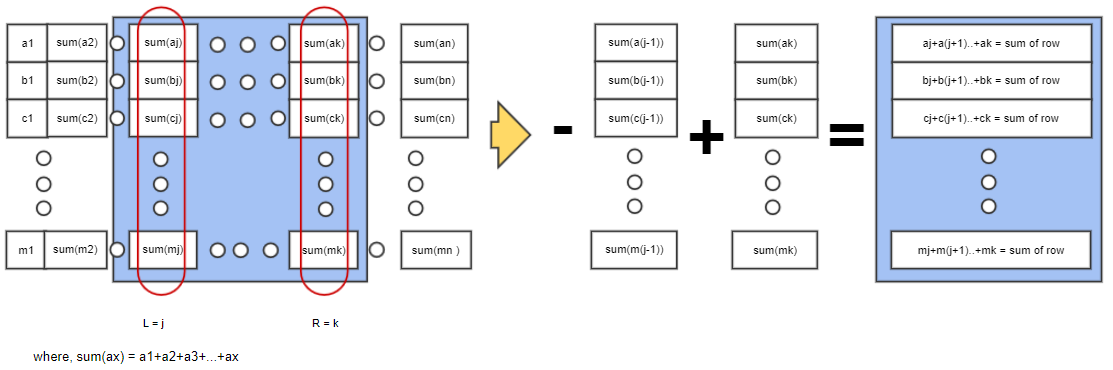 a1 sum(a2) sum(aj) sum(ak) sum(an) sum(a(j-1)) sum(ak) aj+a(j+1)..+ak = sum of row
b1 sum(b2) sum(bj) sum(bk) sum(bn) - sum(b(j-1)) + sum(bk) = bj+b(j+1)..+bk = sum of row
c1 sum(c2) sum(cj) sum(ck) sum(cn) sum(c(j-1)) sum(ck) cj+c(j+1)..+ck = sum of row
m1 sum(m2) sum(mj) sum(mk) sum(mn ) sum(m(j-1)) sum(mk) mj+m(j+1)..+mk = sum of row
L = j R = k
where, sum(ax) = a1+a2+a3+...+ax